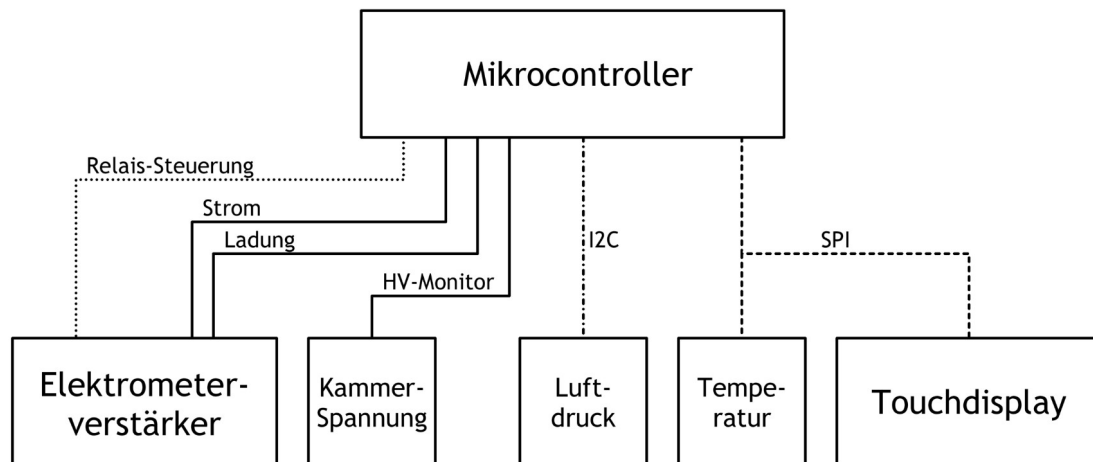 Mikrocontroller
Relais-Steuerung
Strom
Ladung
I2C
SPI
HV-Monitor
Elektrometer-
verstärker
Kammer-
Spannung
Luft-
druck
Tempe-
ratur
Touchdisplay